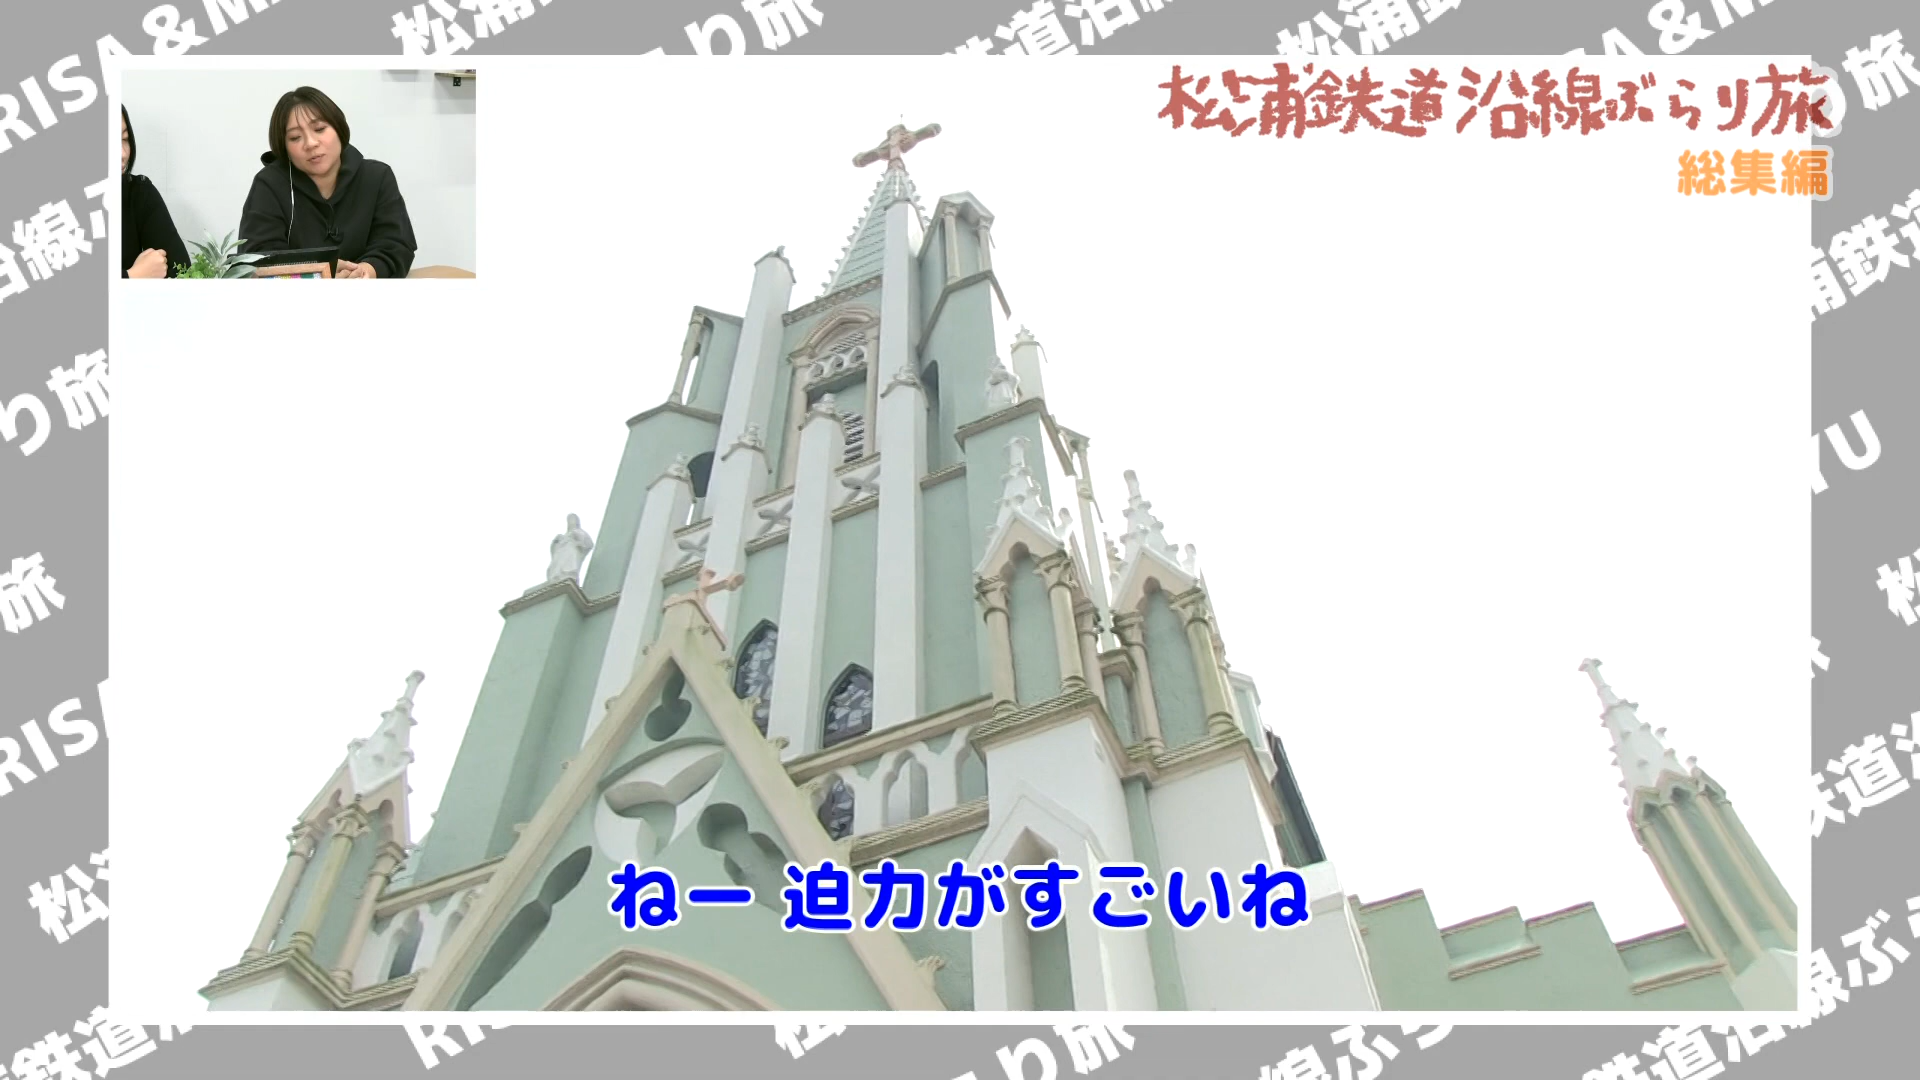 松浦鉄道沿線ぶらり旅
総集編
ねー 迫力がすごいね